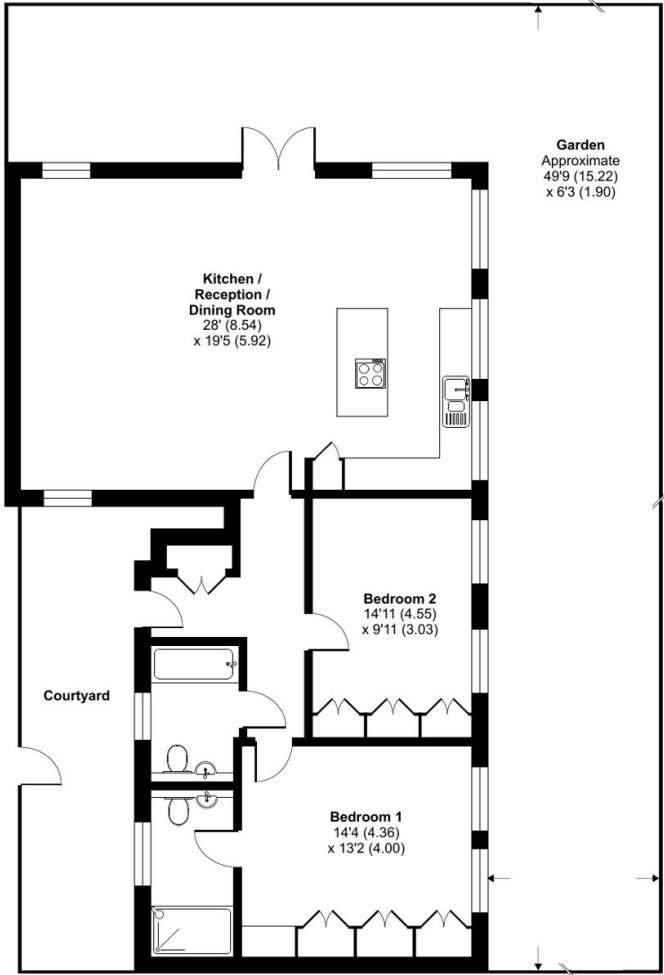 Garden
Approximate
49'9 (15.22)
x 6'3 (1.90)
Kitchen /
Reception /
Dining Room
28' (8.54)
x 19'5 (5.92)
Bedroom 2
14'11 (4.55)
x 9'11 (3.03)
Courtyard
Bedroom 1
14'4 (4.36)
x 13'2 (4.00)